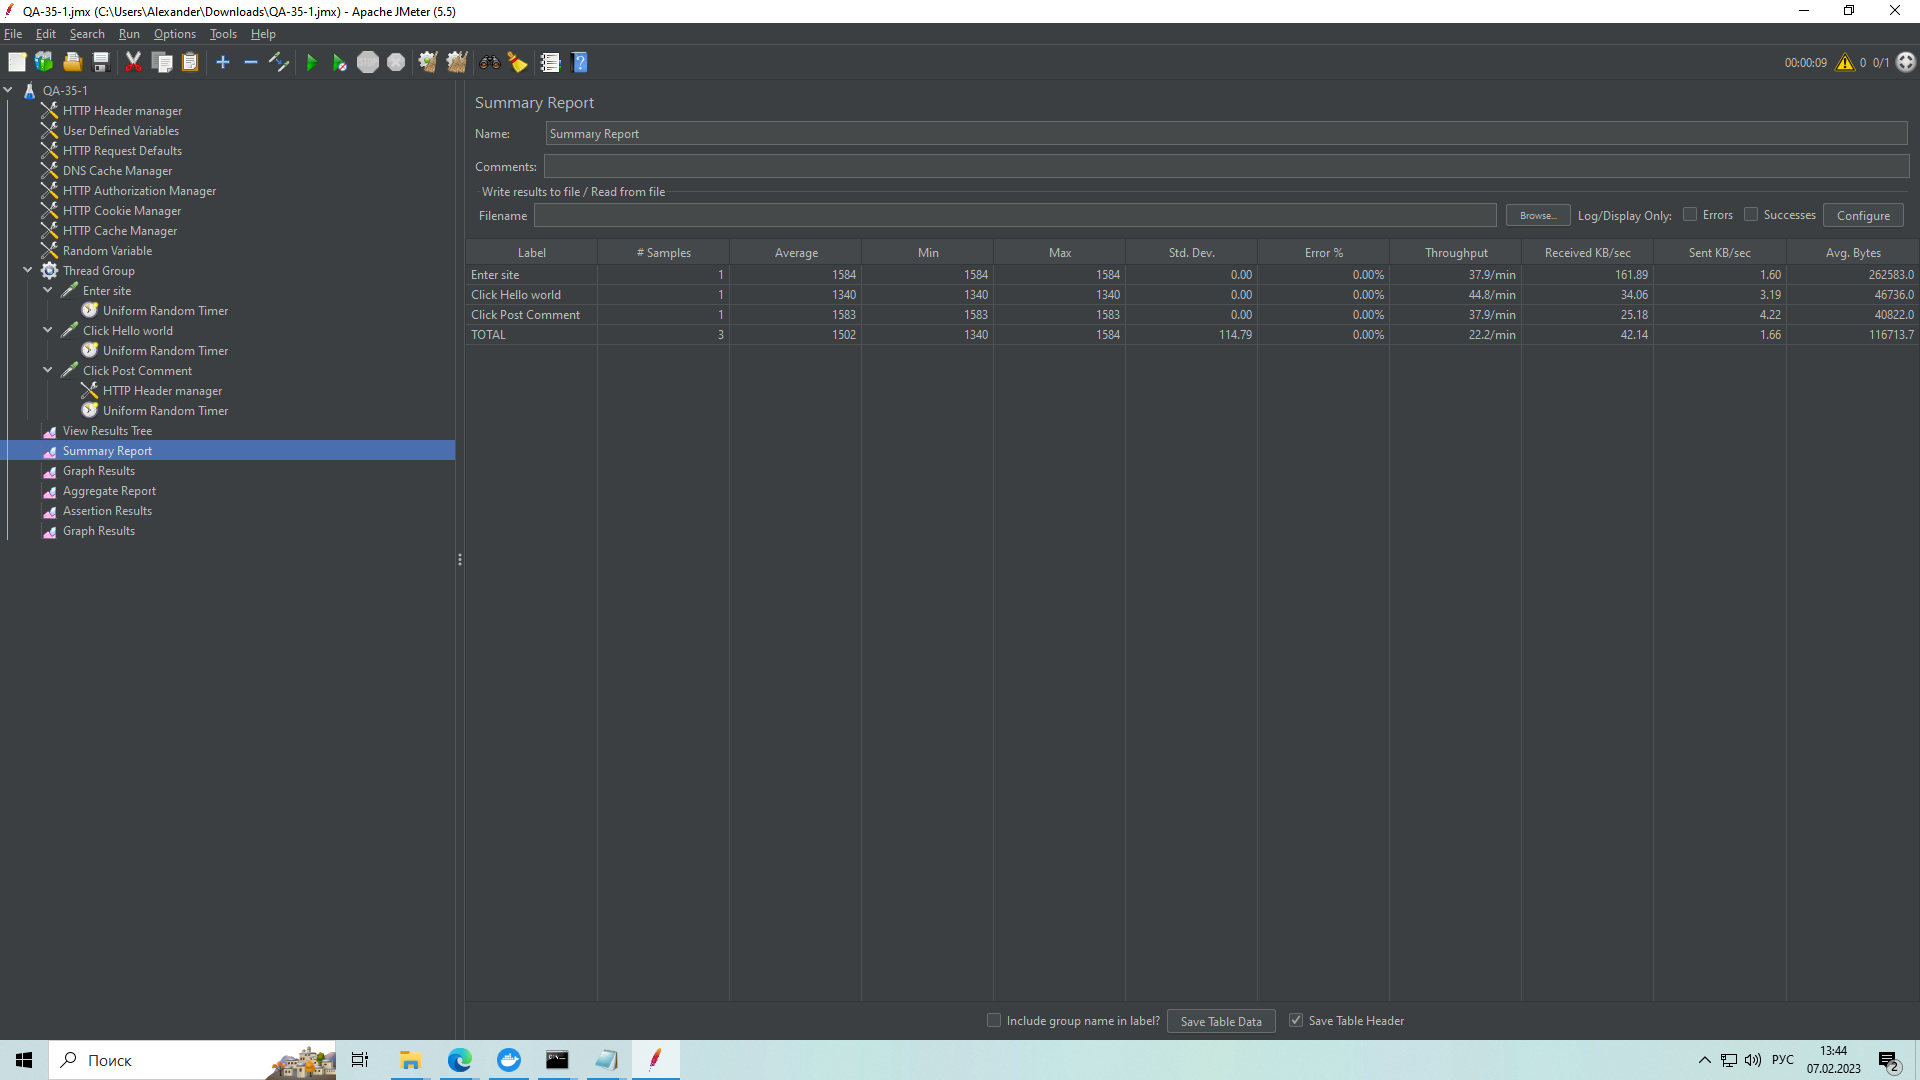 QA-35-1.jmx (C:\Users\Alexander\Downloads\QA-35-1.jmx) - Apache JMeter (5.5)
File Edit Search Run Options Tools Help
STOP
00:00:09 0 0/1
QA-35-1
HTTP Header manager
User Defined Variables
HTTP Request Defaults
DNS Cache Manager
HTTP Authorization Manager
HTTP Cookie Manager
HTTP Cache Manager
Random Variable
Thread Group
Enter site
Uniform Random Timer
Click Hello world
Uniform Random Timer
Click Post Comment
HTTP Header manager
Uniform Random Timer
View Results Tree
Summary Report
Graph Results
Aggregate Report
Assertion Results
Graph Results
Summary Report
Name: Summary Report
Comments:
Write results to file / Read from file
Filename Browse... Log/Display Only: Errors Successes Configure
Label # Samples Average Min Max Std. Dev. Error % Throughput Received KB/sec Sent KB/sec Avg. Bytes
Enter site 1 1584 1584 1584 0.00 0.00% 37.9/min 161.89 1.60 262583.0
Click Hello world 1 1340 1340 1340 0.00 0.00% 44.8/min 34.06 3.19 46736.0
Click Post Comment 1 1583 1583 1583 0.00 0.00% 37.9/min 25.18 4.22 40822.0
TOTAL 3 1502 1340 1584 114.79 0.00% 22.2/min 42.14 1.66 116713.7
Include group name in label? Save Table Data Save Table Header
Поиск
РУС
13:44
07.02.2023
2